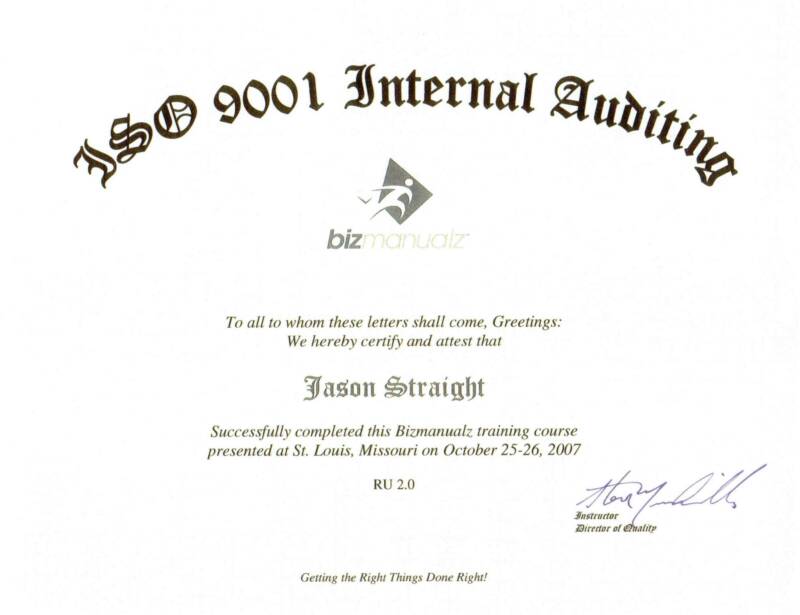 ISO 9001 Internal Auditing
bizmanualz
To all to whom these letters shall come, Greetings:
We hereby certify and attest that
Jason Straight
Successfully completed this Bizmanualz training course
presented at St. Louis, Missouri on October 25-26, 2007
RU 2.0
Instructor
Director of Quality
Getting the Right Things Done Right!